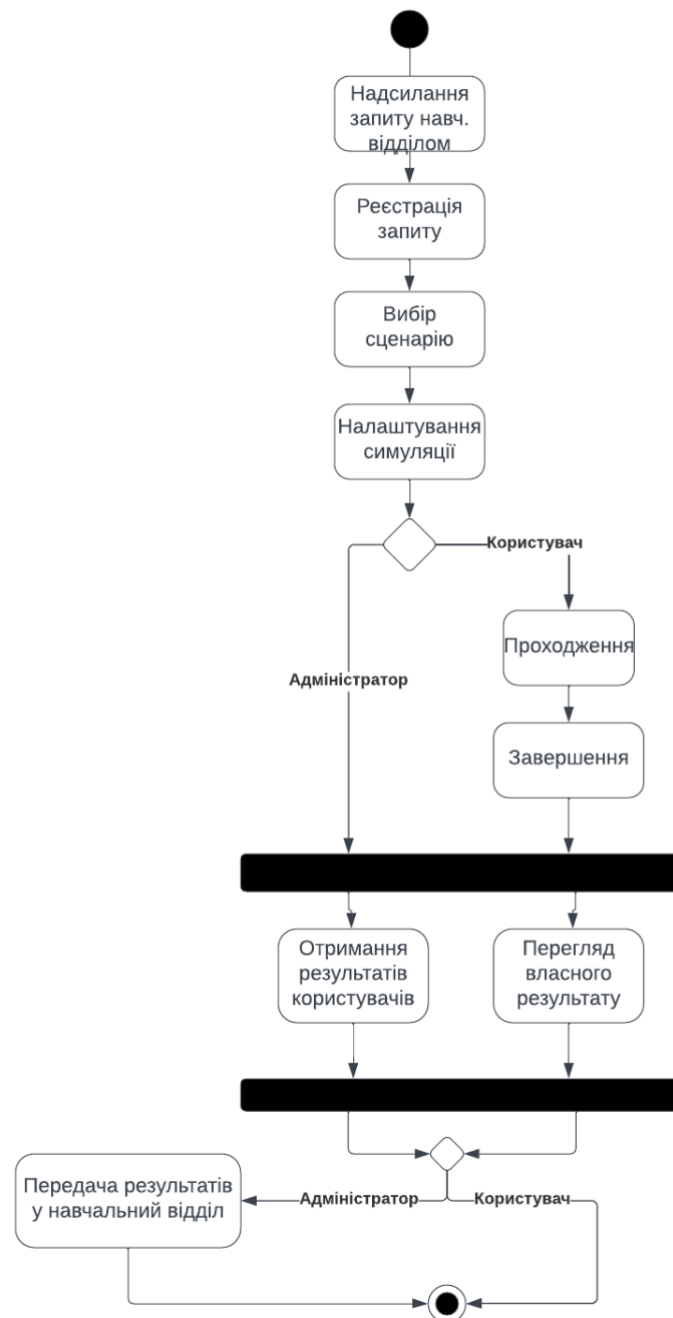 Надсилання
запиту навч.
відділом
Реєстрація
запиту
Вибір
сценарію
Налаштування
симуляції
Користувач
Проходження
Адміністратор
Завершення
Отримання
результатів
користувачів
Перегляд
власного
результату
Передача результатів
у навчальний відділ
Адміністратор
Користувач